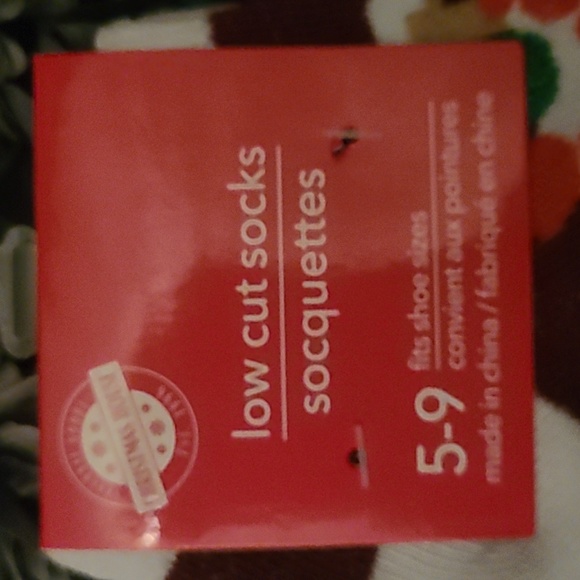 low cut socks
socquettes
5-9 fits shoe sizes
convient aux pointures
made in china / fabriqué en chine